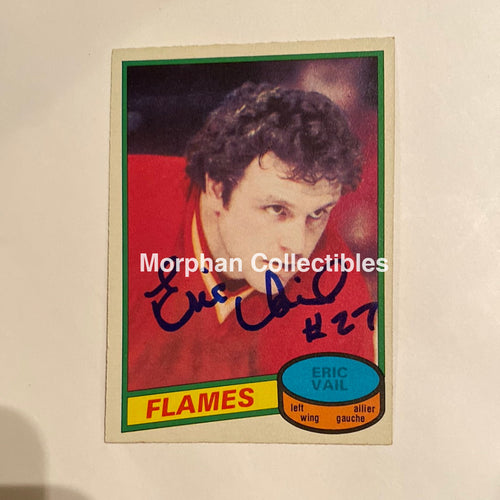 Morphan Collectibles
Eric Vail
#27
ERIC
VAIL
FLAMES
left ailier
wing gauche